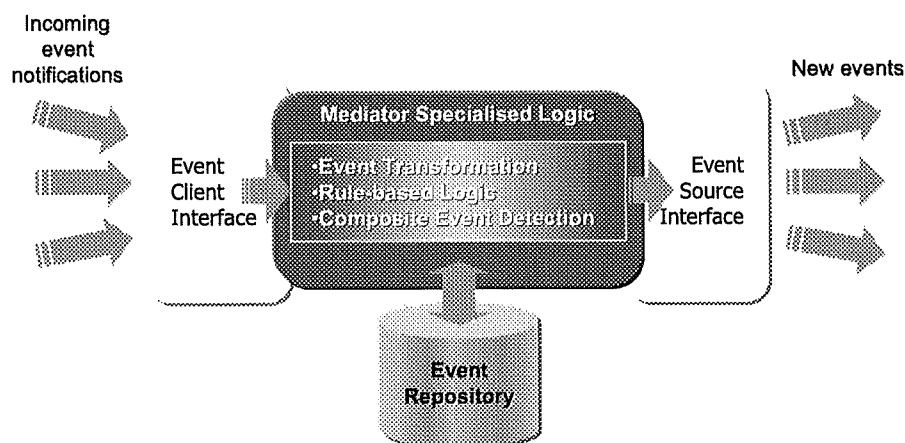 Incoming
event
notifications
New events
Mediator Specialised Logic
Event
Client
Interface
•Event Transformation
•Rule-based Logic
•Composite Event Detection
Event
Source
Interface
Event
Repository